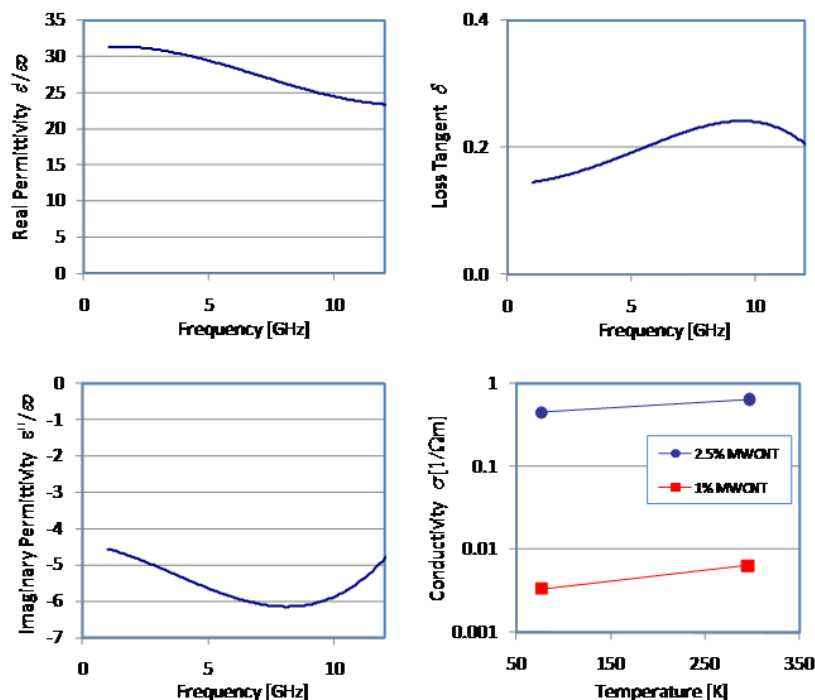 35
30
25
20
15
10
5
0
0 5 10
Real Permittivity ε'/ε0
Frequency [GHz]
0.4
0.2
0.0
0 5 10
Loss Tangent δ
Frequency [GHz]
0
-1
-2
-3
-4
-5
-6
-7
0 5 10
Imaginary Permittivity ε''/ε0
Frequency [GHz]
1
0.1
0.01
0.001
50 150 250 350
Conductivity σ[1/Ωm]
Temperature [K]
2.5% MWCNT
1% MWCNT